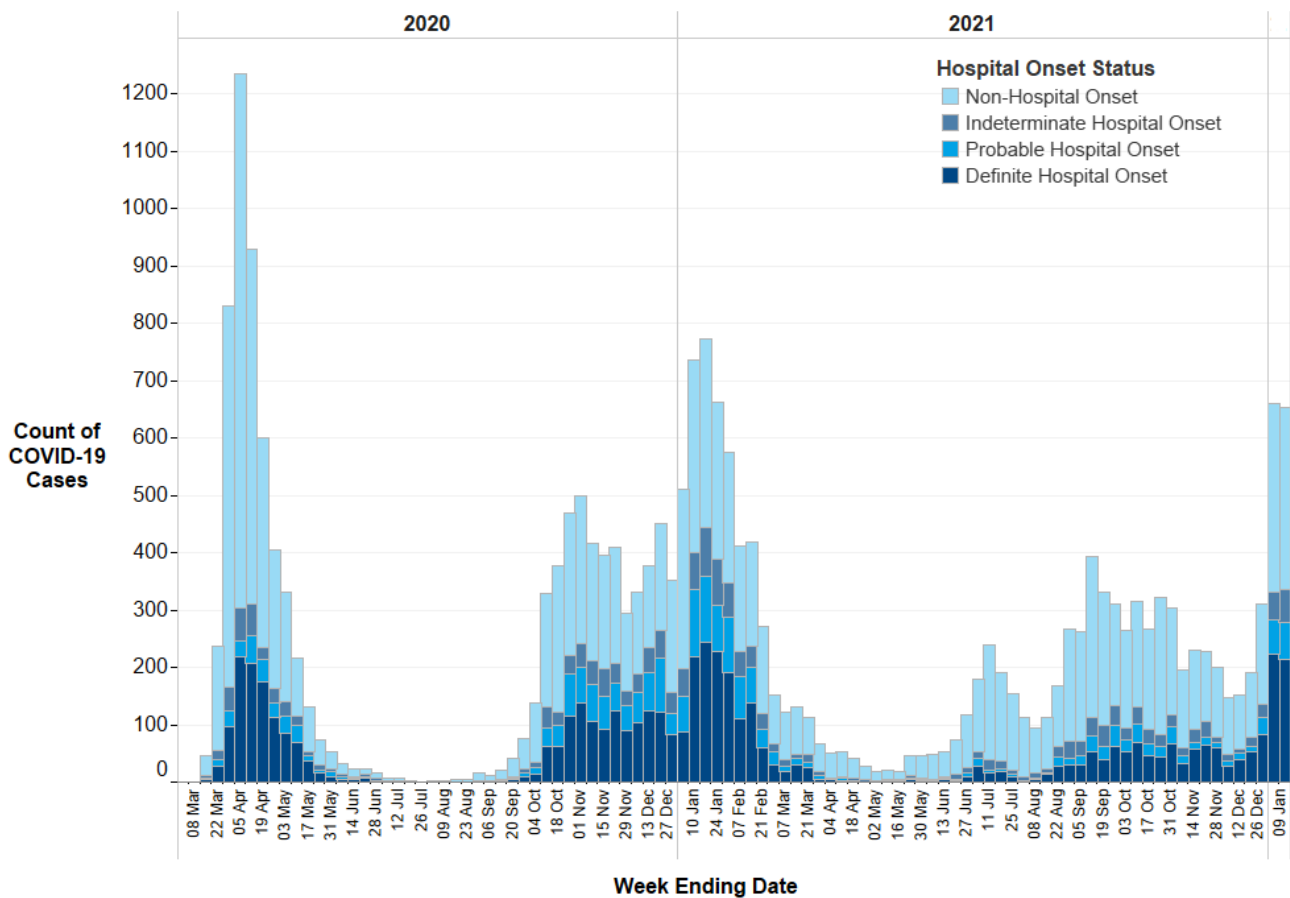 2020
2021
Hospital Onset Status
Non-Hospital Onset
Indeterminate Hospital Onset
Probable Hospital Onset
Definite Hospital Onset
1200
1100
1000
900
800
700
600
500
400
300
200
100
0
Count of
COVID-19
Cases
08 Mar
22 Mar
05 Apr
19 Apr
03 May
17 May
31 May
14 Jun
28 Jun
12 Jul
26 Jul
09 Aug
23 Aug
06 Sep
20 Sep
04 Oct
18 Oct
01 Nov
15 Nov
29 Nov
13 Dec
27 Dec
10 Jan
24 Jan
07 Feb
21 Feb
07 Mar
21 Mar
04 Apr
18 Apr
02 May
16 May
30 May
13 Jun
27 Jun
11 Jul
25 Jul
08 Aug
22 Aug
05 Sep
19 Sep
03 Oct
17 Oct
31 Oct
14 Nov
28 Nov
12 Dec
26 Dec
09 Jan
Week Ending Date